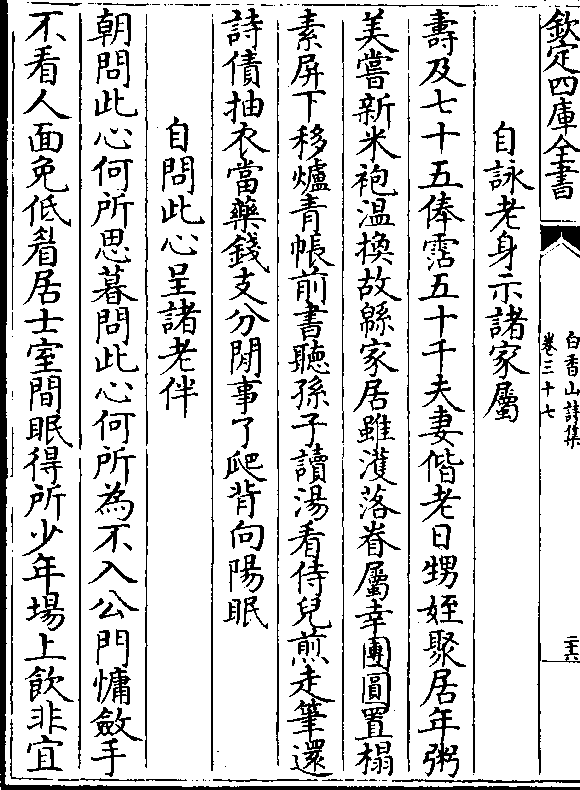 欽定四庫全書
白香山詩集
卷三十七
二六
自詠老身示諸家屬
壽及七十五俸霑五十千夫妻偕老日甥姪聚居年粥
美嘗新米袍溫換故緜家居雖濩落眷屬幸團圓置榻
素屏下移爐青帳前書聽孫子讀湯看侍兒煎走筆還
詩債抽衣當藥錢支分閒事了爬背向陽眠
自問此心呈諸老伴
朝問此心何所思暮問此心何所為不入公門慵斂手
不看人面免低眉居士室間眠得所少年場上飲非宜